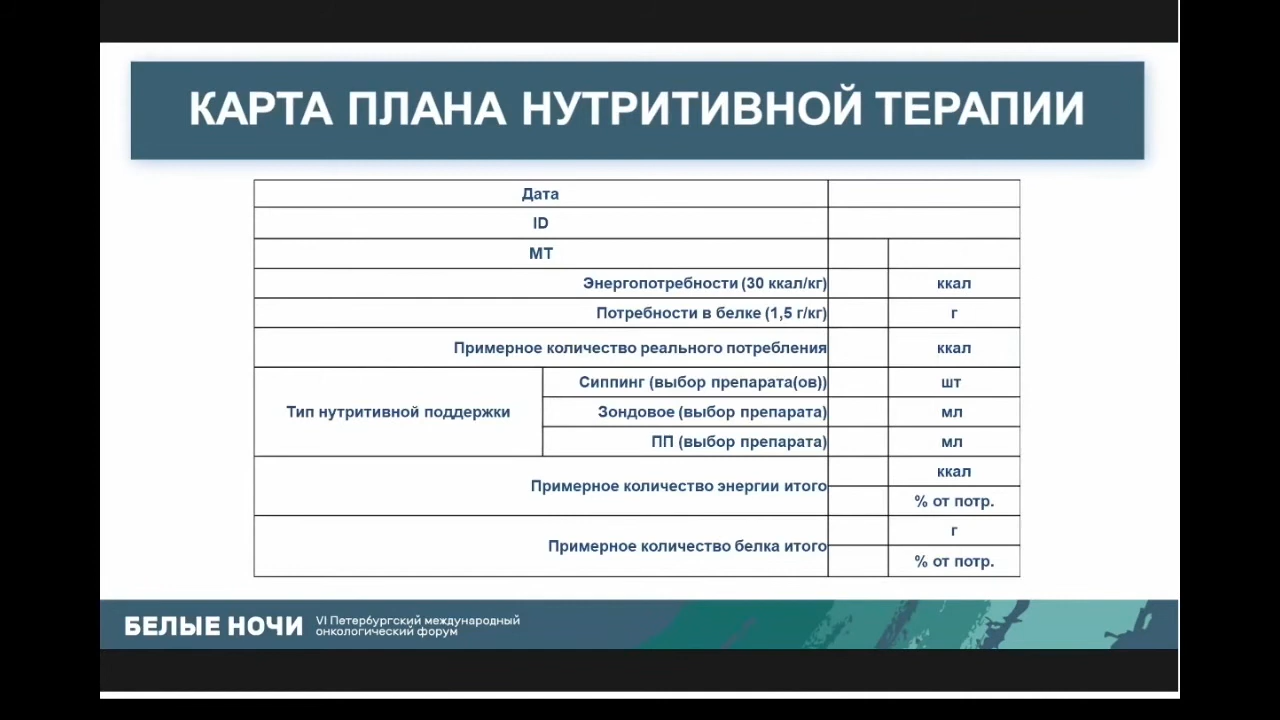 КАРТА ПЛАНА НУТРИТИВНОЙ ТЕРАПИИ
Дата
ID
МТ
Энергопотребности (30 ккал/кг) ккал
Потребности в белке (1,5 г/кг) г
Примерное количество реального потребления ккал
Тип нутритивной поддержки
Сиппинг (выбор препарата(ов)) шт
Зондовое (выбор препарата) мл
ПП (выбор препарата) мл
Примерное количество энергии итого
ккал
% от потр.
Примерное количество белка итого
г
% от потр.
БЕЛЫЕ НОЧИ
VI Петербургский международный
онкологический форум